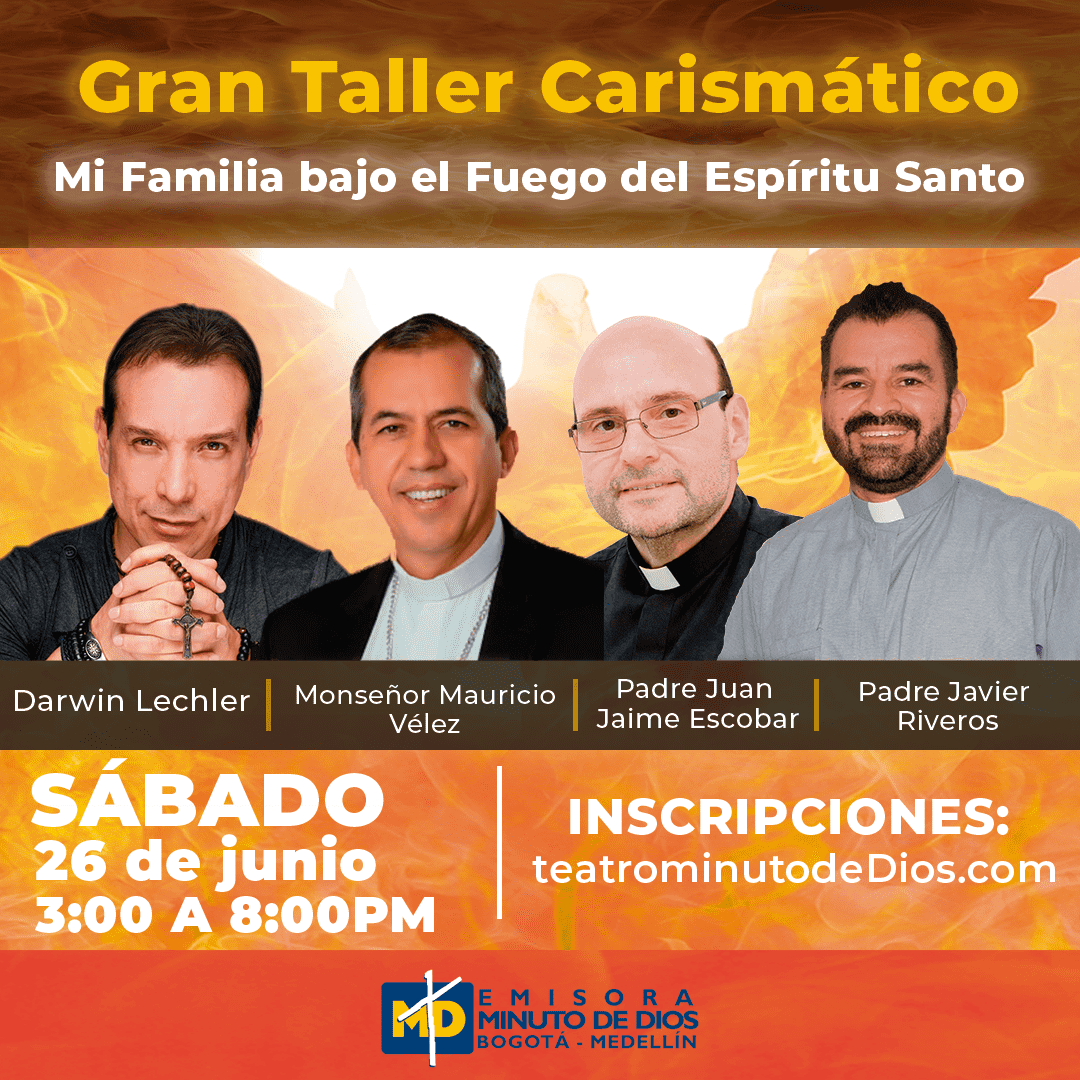 Gran Taller Carismático
Mi Familia bajo el Fuego del Espíritu Santo
Darwin Lechler
Monseñor Mauricio
Vélez
Padre Juan
Jaime Escobar
Padre Javier
Riveros
SÁBADO
26 de junio
3:00 A 8:00PM
INSCRIPCIONES:
teatrominutodeDios.com
MD
EMISORA
MINUTO DE DIOS
BOGOTÁ - MEDELLÍN